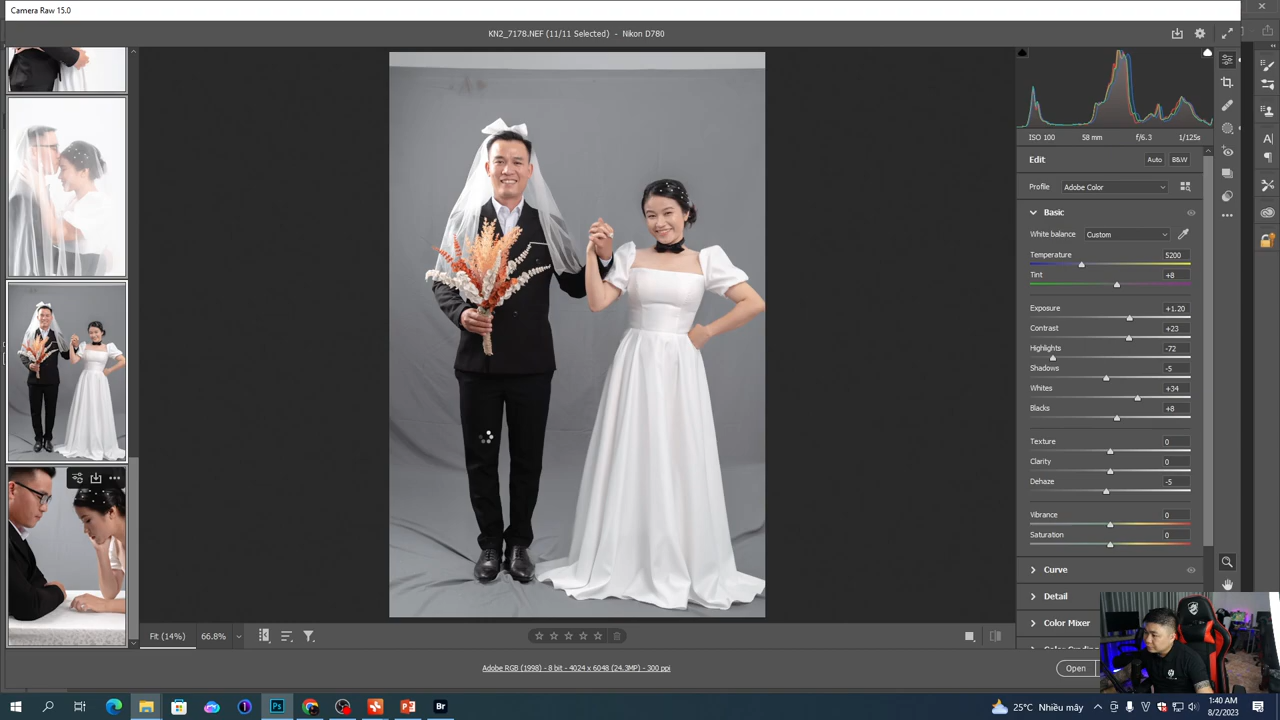 Camera Raw 15.0
KN2_7178.NEF (11/11 Selected) - Nikon D780
ISO 100 58 mm f/6.3 1/125s
Edit Auto B&W
Profile Adobe Color
Basic
White balance Custom
Temperature 5200
Tint +8
Exposure +1.20
Contrast +23
Highlights -72
Shadows -5
Whites +34
Blacks +8
Texture 0
Clarity 0
Dehaze -5
Vibrance 0
Saturation 0
Curve
Detail
Color Mixer
Fit (14%) 66.8%
Adobe RGB (1998) - 8 bit - 4024 x 6048 (24.3MP) - 300 ppi
Open
Ps
Br
25°C Nhiều mây
1:40 AM
8/2/2023